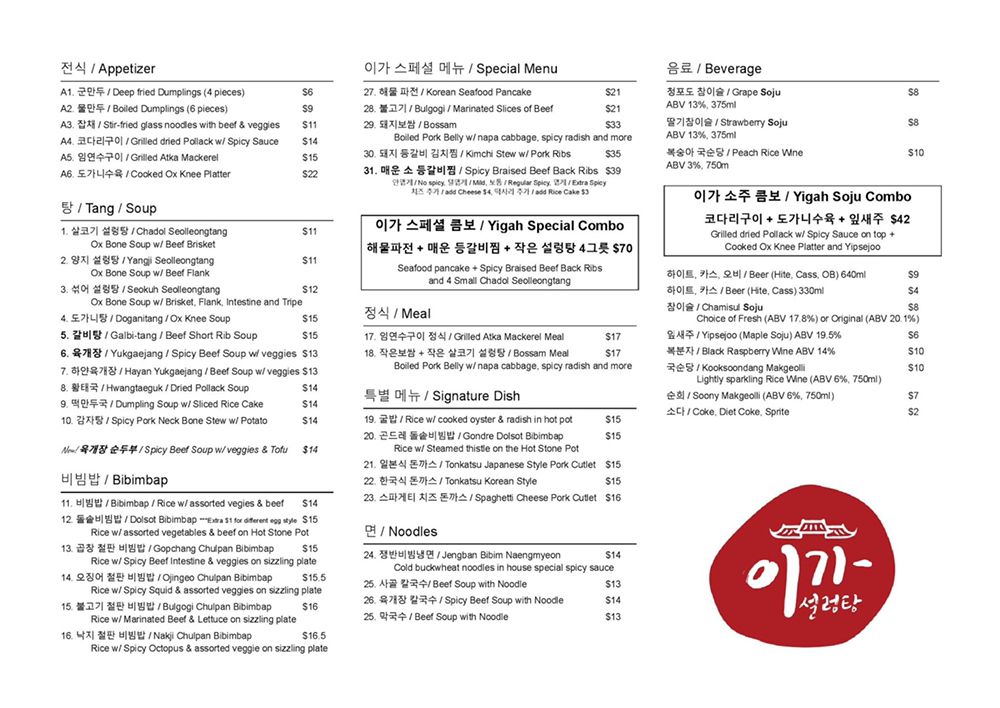 전식 / Appetizer
A1. 군만두 / Deep fried Dumplings (4 pieces) $6
A2. 물만두 / Boiled Dumplings (6 pieces) $9
A3. 잡채 / Stir-fried glass noodles with beef & veggies $11
A4. 코다리구이 / Grilled dried Pollack w/ Spicy Sauce $14
A5. 임연수구이 / Grilled Atka Mackerel $15
A6. 도가니수육 / Cooked Ox Knee Platter $22
탕 / Tang / Soup
1. 살코기 설렁탕 / Chadol Seolleongtang $11
Ox Bone Soup w/ Beef Brisket
2. 양지 설렁탕 / Yangji Seolleongtang $11
Ox Bone Soup w/ Beef Flank
3. 섞어 설렁탕 / Seokuh Seolleongtang $12
Ox Bone Soup w/ Brisket, Flank, Intestine and Tripe
4. 도가니탕 / Doganitang / Ox Knee Soup $15
5. 갈비탕 / Galbi-tang / Beef Short Rib Soup $15
6. 육개장 / Yukgaejang / Spicy Beef Soup w/ veggies $13
7. 하얀육개장 / Hayan Yukgaejang / Beef Soup w/ veggies $13
8. 황태국 / Hwangtaeguk / Dried Pollack Soup $14
9. 떡만두국 / Dumpling Soup w/ Sliced Rice Cake $14
10. 감자탕 / Spicy Pork Neck Bone Stew w/ Potato $14
New! 육개장 순두부 / Spicy Beef Soup w/ veggies & Tofu $14
비빔밥 / Bibimbap
11. 비빔밥 / Bibimbap / Rice w/ assorted vegies & beef $14
12. 돌솥비빔밥 / Dolsot Bibimbap ***Extra $1 for different egg style $15
Rice w/ assorted vegetables & beef on Hot Stone Pot
13. 곱창 철판 비빔밥 / Gopchang Chulpan Bibimbap $15
Rice w/ Spicy Beef Intestine & veggies on sizzling plate
14. 오징어 철판 비빔밥 / Ojingeo Chulpan Bibimbap $15.5
Rice w/ Spicy Squid & assorted veggies on sizzling plate
15. 불고기 철판 비빔밥 / Bulgogi Chulpan Bibimbap $16
Rice w/ Marinated Beef & Lettuce on sizzling plate
16. 낙지 철판 비빔밥 / Nakji Chulpan Bibimbap $16.5
Rice w/ Spicy Octopus & assorted veggie on sizzling plate
이가 스페셜 메뉴 / Special Menu
27. 해물 파전 / Korean Seafood Pancake $21
28. 불고기 / Bulgogi / Marinated Slices of Beef $21
29. 돼지보쌈 / Bossam $33
Boiled Pork Belly w/ napa cabbage, spicy radish and more
30. 돼지 등갈비 김치찜 / Kimchi Stew w/ Pork Ribs $35
31. 매운 소 등갈비찜 / Spicy Braised Beef Back Ribs $39
안맵게 / No spicy, 덜맵게 / Mild, 보통 / Regular Spicy, 맵게 / Extra Spicy
치즈 추가 / add Cheese $4, 떡사리 추가 / add Rice Cake $3
이가 스페셜 콤보 / Yigah Special Combo
해물파전 + 매운 등갈비찜 + 작은 설렁탕 4그릇 $70
Seafood pancake + Spicy Braised Beef Back Ribs
and 4 Small Chadol Seolleongtang
정식 / Meal
17. 임연수구이 정식 / Grilled Atka Mackerel Meal $17
18. 작은보쌈 + 작은 살코기 설렁탕 / Bossam Meal $17
Boiled Pork Belly w/ napa cabbage, spicy radish and more
특별 메뉴 / Signature Dish
19. 굴밥 / Rice w/ cooked oyster & radish in hot pot $15
20. 곤드레 돌솥비빔밥 / Gondre Dolsot Bibimbap $15
Rice w/ Steamed thistle on the Hot Stone Pot
21. 일본식 돈까스 / Tonkatsu Japanese Style Pork Cutlet $15
22. 한국식 돈까스 / Tonkatsu Korean Style $15
23. 스파게티 치즈 돈까스 / Spaghetti Cheese Pork Cutlet $16
면 / Noodles
24. 쟁반비빔냉면 / Jengban Bibim Naengmyeon $14
Cold buckwheat noodles in house special spicy sauce
25. 사골 칼국수/ Beef Soup with Noodle $13
26. 육개장 칼국수 / Spicy Beef Soup with Noodle $14
25. 막국수 / Beef Soup with Noodle $13
음료 / Beverage
청포도 참이슬 / Grape Soju $8
ABV 13%, 375ml
딸기참이슬 / Strawberry Soju $8
ABV 13%, 375ml
복숭아 국순당 / Peach Rice Wine $10
ABV 3%, 750m
이가 소주 콤보 / Yigah Soju Combo
코다리구이 + 도가니수육 + 잎새주 $42
Grilled dried Pollack w/ Spicy Sauce on top +
Cooked Ox Knee Platter and Yipsejoo
하이트, 카스, 오비 / Beer (Hite, Cass, OB) 640ml $9
하이트, 카스 / Beer (Hite, Cass) 330ml $4
참이슬 / Chamisul Soju $8
Choice of Fresh (ABV 17.8%) or Original (ABV 20.1%)
잎새주 / Yipsejoo (Maple Soju) ABV 19.5% $6
복분자 / Black Raspberry Wine ABV 14% $10
국순당 / Kooksoondang Makgeolli $10
Lightly sparkling Rice Wine (ABV 6%, 750ml)
순희 / Soony Makgeolli (ABV 6%, 750ml) $7
소다 / Coke, Diet Coke, Sprite $2
이가
설렁탕